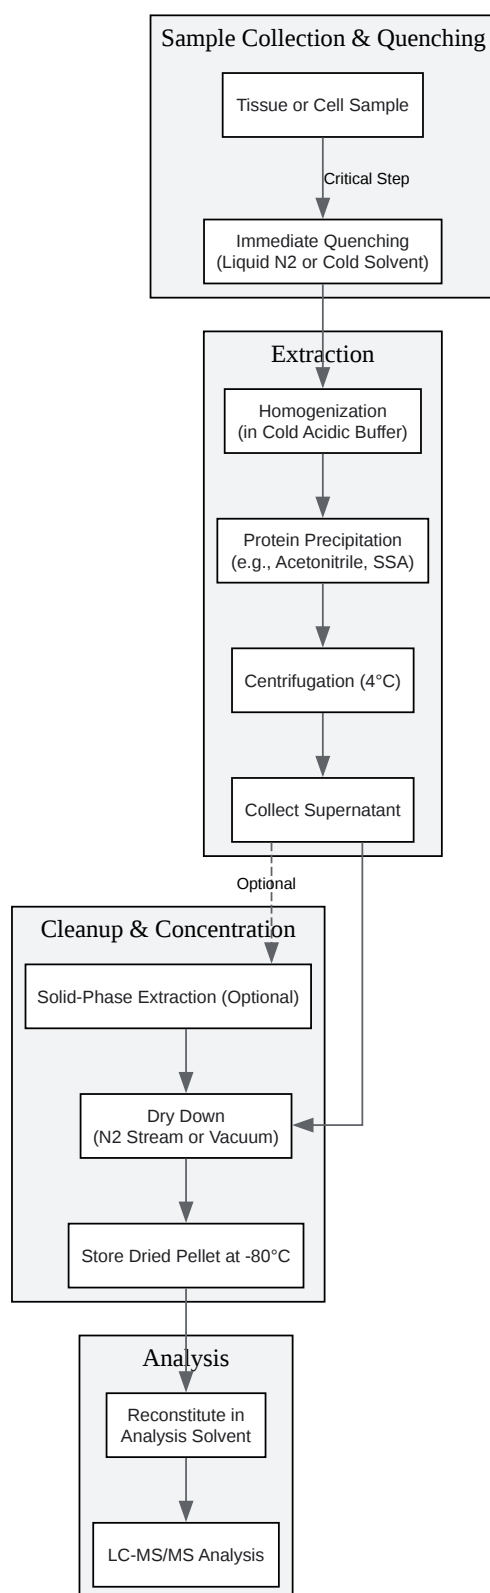 Sample Collection & Quenching
Tissue or Cell Sample
Critical Step
Immediate Quenching
(Liquid N2 or Cold Solvent)
Extraction
Homogenization
(in Cold Acidic Buffer)
Protein Precipitation
(e.g., Acetonitrile, SSA)
Centrifugation (4°C)
Collect Supernatant
Optional
Cleanup & Concentration
Solid-Phase Extraction (Optional)
Dry Down
(N2 Stream or Vacuum)
Store Dried Pellet at -80°C
Analysis
Reconstitute in
Analysis Solvent
LC-MS/MS Analysis